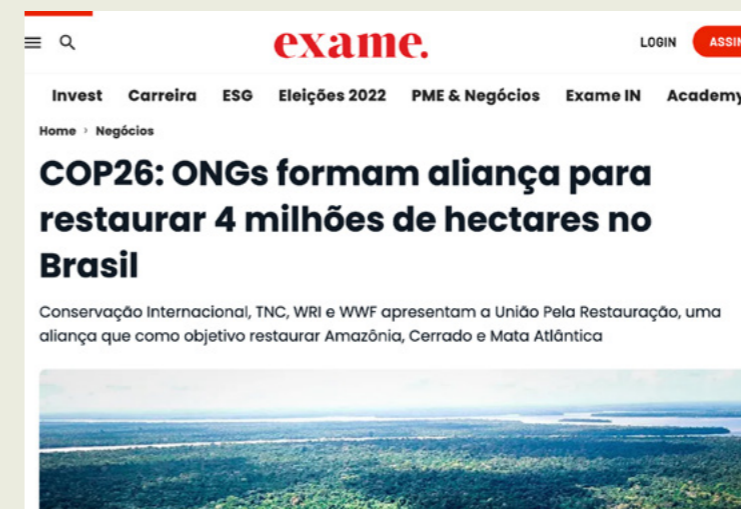 exame.
LOGIN
Invest Carreira ESG Eleições 2022 PME & Negócios Exame IN Academy
Home › Negócios
COP26: ONGs formam aliança para
restaurar 4 milhões de hectares no
Brasil
Conservação Internacional, TNC, WRI e WWF apresentam a União Pela Restauração, uma
aliança que como objetivo restaurar Amazônia, Cerrado e Mata Atlântica